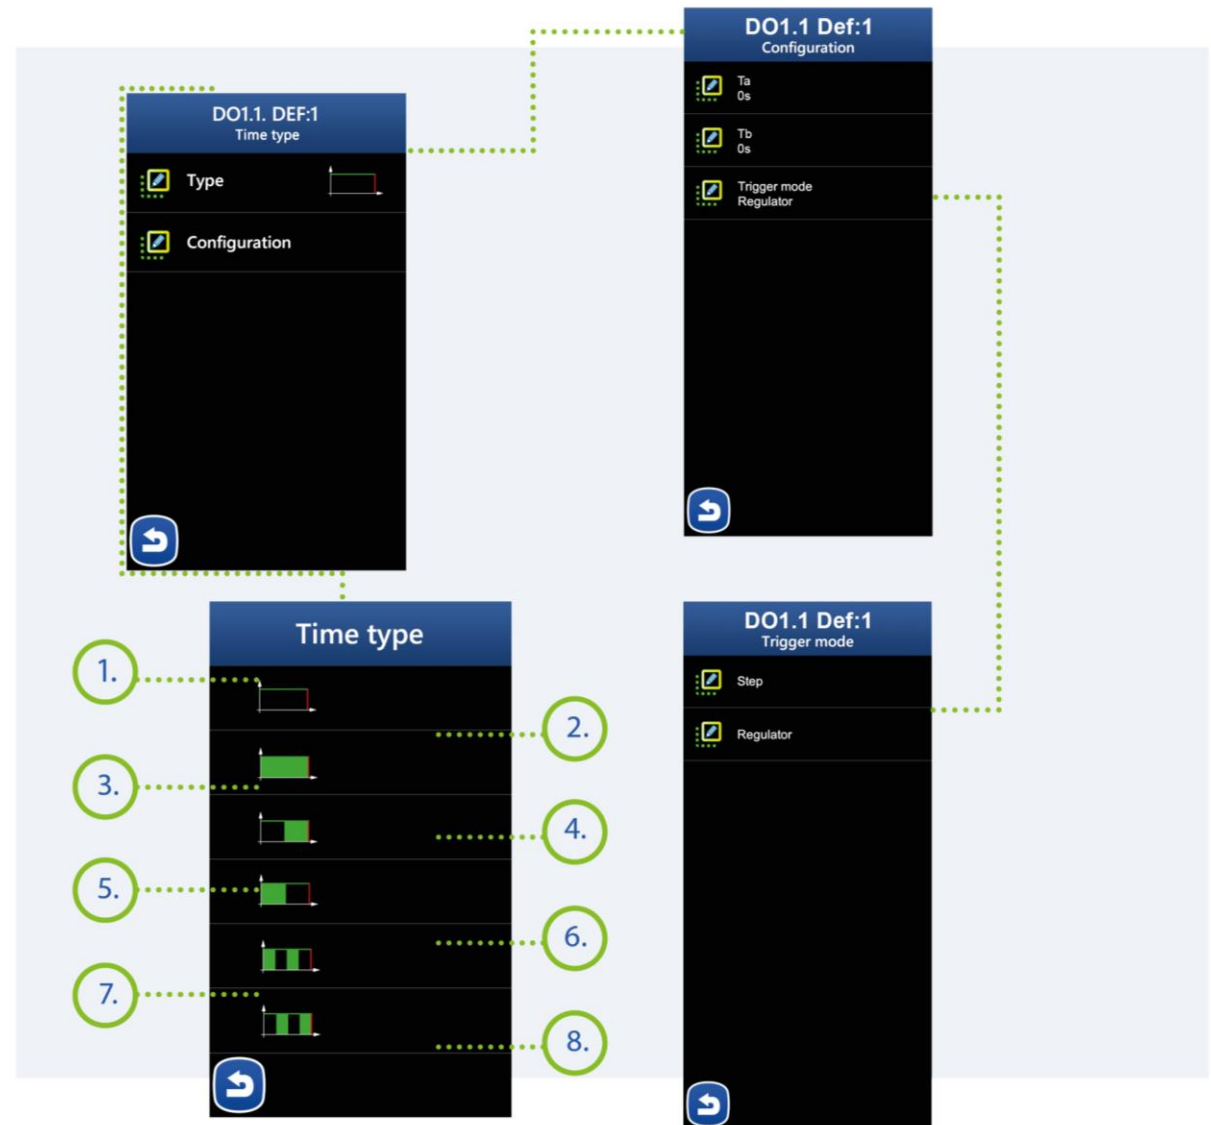 DO1.1. DEF:1
Time type
Type
Configuration
DO1.1 Def:1
Configuration
Ta
0s
Tb
0s
Trigger mode
Regulator
Time type
1.
2.
3.
4.
5.
6.
7.
8.
DO1.1 Def:1
Trigger mode
Step
Regulator